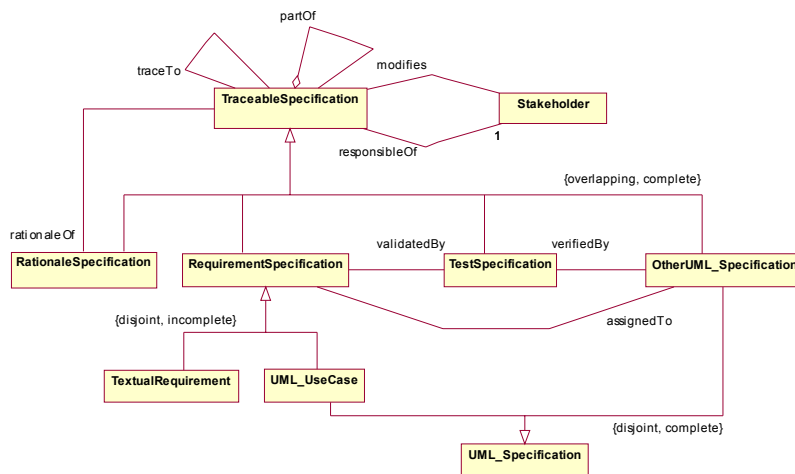 partOf
modifies
traceTo
TraceableSpecification
Stakeholder
1
responsibleOf
{overlapping, complete}
rationaleOf
validatedBy
verifiedBy
RationaleSpecification
RequirementSpecification
TestSpecification
OtherUML_Specification
{disjoint, incomplete}
assignedTo
TextualRequirement
UML_UseCase
{disjoint, complete}
UML_Specification